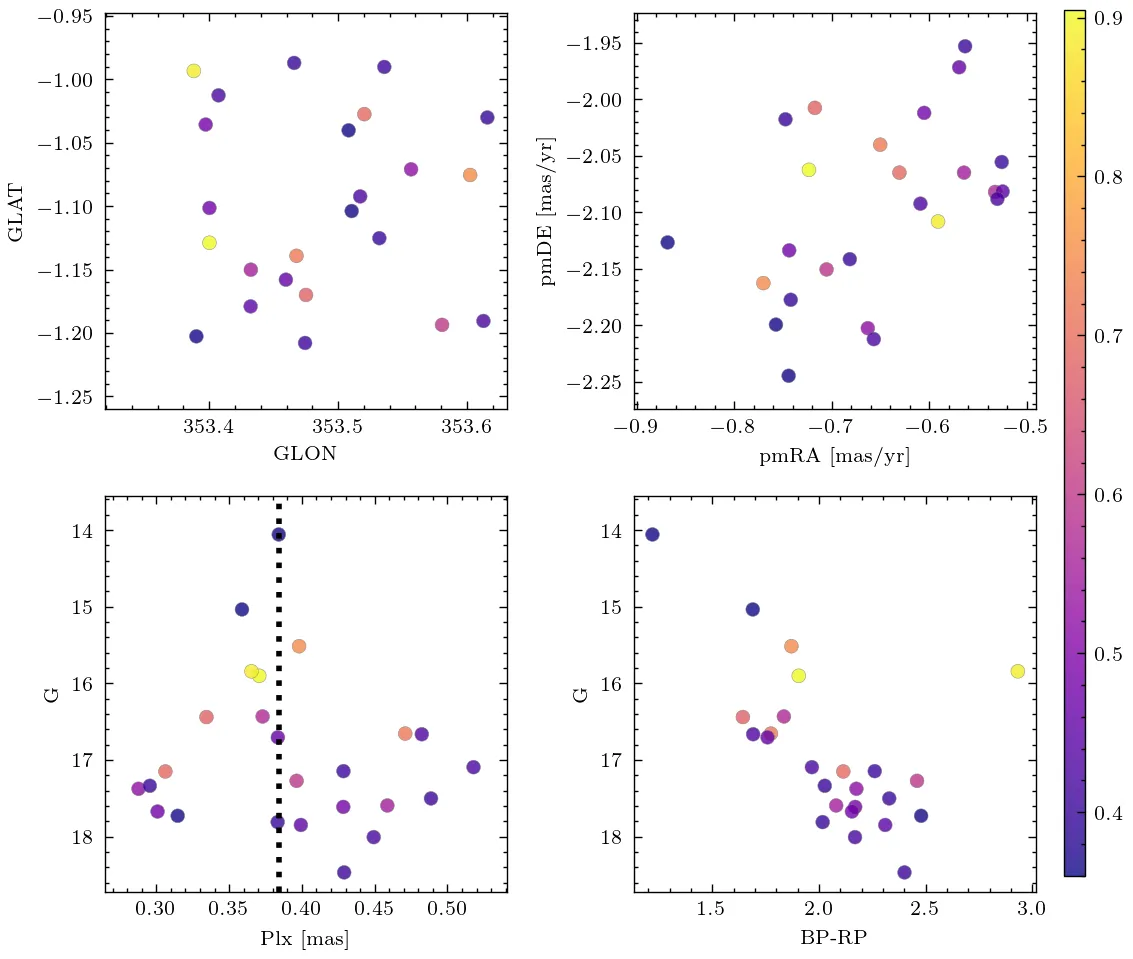 −0.95
−1.00
−1.05
−1.10
−1.15
−1.20
−1.25
GLAT
353.4 353.5 353.6
GLON
−1.95
−2.00
−2.05
−2.10
−2.15
−2.20
−2.25
pmDE [mas/yr]
−0.9 −0.8 −0.7 −0.6 −0.5
pmRA [mas/yr]
14
15
16
17
18
G
0.30 0.35 0.40 0.45 0.50
Plx [mas]
14
15
16
17
18
G
1.5 2.0 2.5 3.0
BP-RP
0.9
0.8
0.7
0.6
0.5
0.4